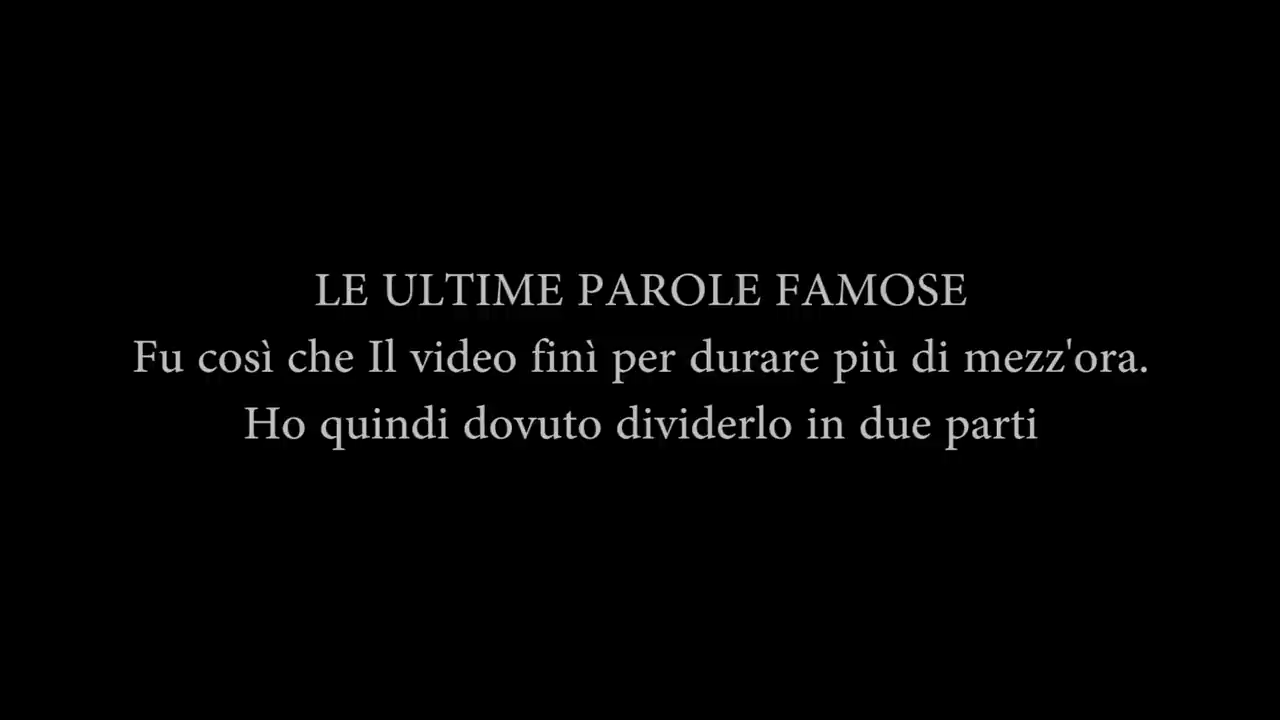 LE ULTIME PAROLE FAMOSE
Fu così che Il video finì per durare più di mezz'ora.
Ho quindi dovuto dividerlo in due parti